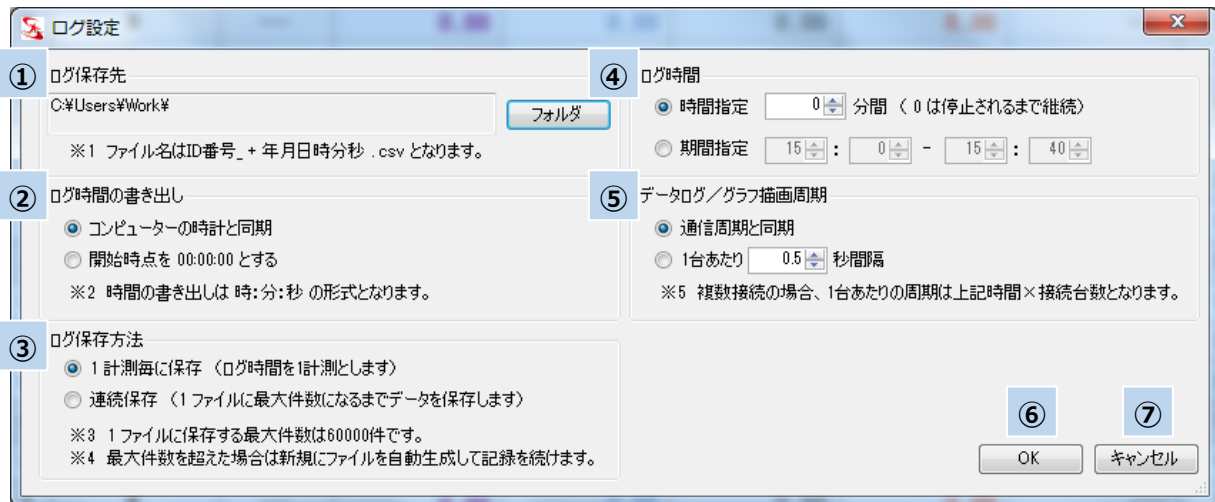 ログ設定
①
ログ保存先
C:¥Users¥Work¥
フォルダ
※1 ファイル名はID番号_ + 年月日時分秒 .csv となります。
②
ログ時間の書き出し
コンピューターの時計と同期
開始時点を 00:00:00 とする
※2 時間の書き出しは 時:分:秒 の形式となります。
③
ログ保存方法
1 計測毎に保存 (ログ時間を1計測とします)
連続保存 (1 ファイルに最大件数になるまでデータを保存します)
※3 1 ファイルに保存する最大件数は60000件です。
※4 最大件数を超えた場合は新規にファイルを自動生成して記録を続けます。
④
ログ時間
時間指定 0 分間 ( 0 は停止されるまで継続)
期間指定 15 : 0 - 15 : 40
⑤
データログ/グラフ描画周期
通信周期と同期
1台あたり 0.5 秒間隔
※5 複数接続の場合、1台あたりの周期は上記時間×接続台数となります。
⑥
OK
⑦
キャンセル